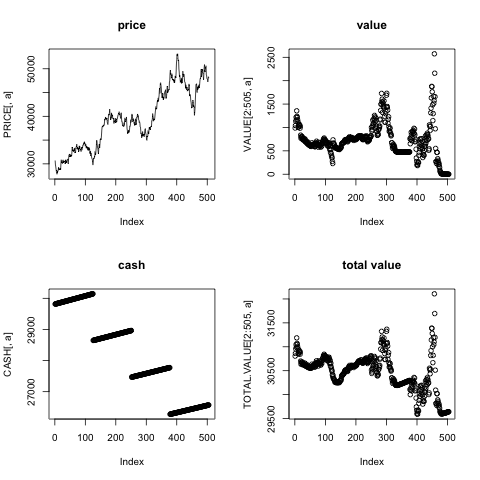 price
PRICE[, a]
50000
40000
30000
0 100 200 300 400 500
Index
value
VALUE[2:505, a]
2500
1500
500
0
0 100 200 300 400 500
Index
cash
CASH[, a]
29000
27000
0 100 200 300 400 500
Index
total value
TOTAL.VALUE[2:505, a]
31500
30500
29500
0 100 200 300 400 500
Index